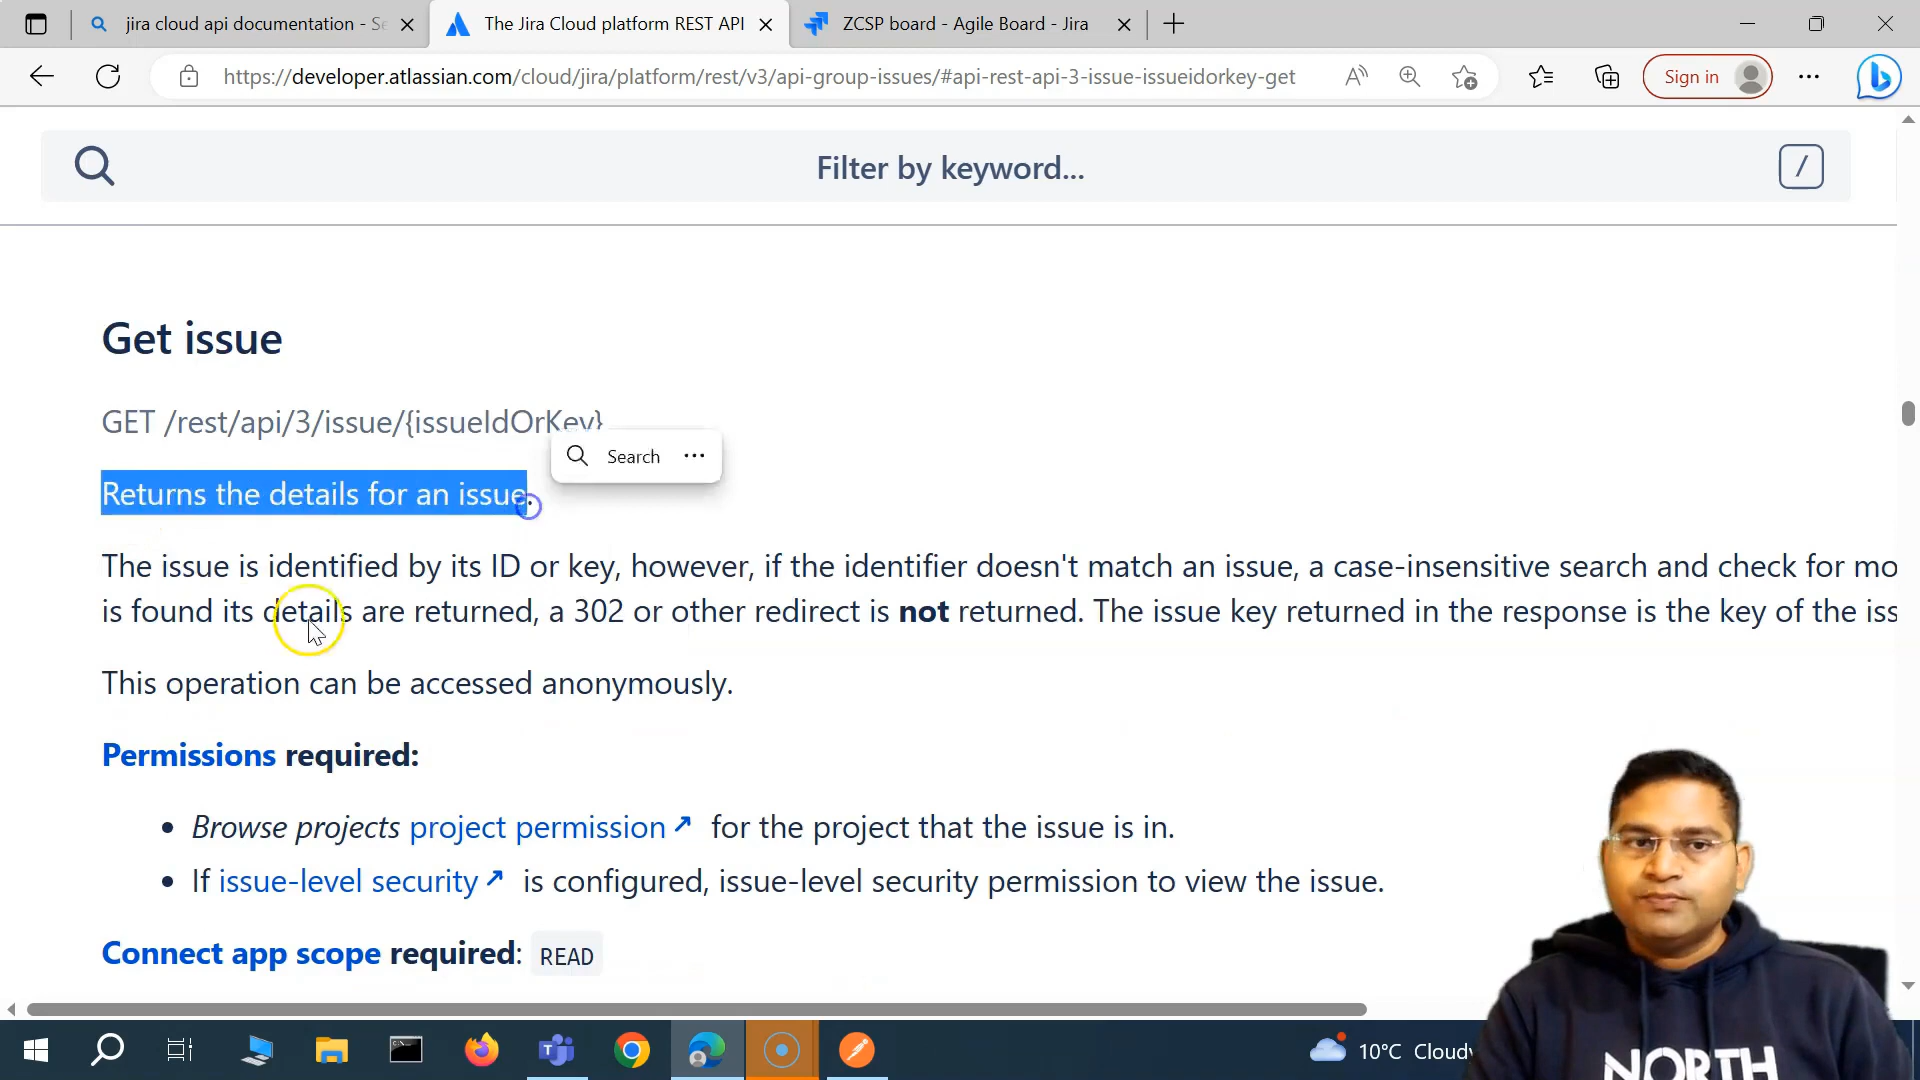 jira cloud api documentation - Se
The Jira Cloud platform REST API
ZCSP board - Agile Board - Jira
https://developer.atlassian.com/cloud/jira/platform/rest/v3/api-group-issues/#api-rest-api-3-issue-issueidorkey-get
Sign in
Filter by keyword...
/
Get issue
GET /rest/api/3/issue/{issueIdOrKey}
Search
Returns the details for an issue.
The issue is identified by its ID or key, however, if the identifier doesn't match an issue, a case-insensitive search and check for mo
is found its details are returned, a 302 or other redirect is not returned. The issue key returned in the response is the key of the iss
This operation can be accessed anonymously.
Permissions required:
• Browse projects project permission for the project that the issue is in.
• If issue-level security is configured, issue-level security permission to view the issue.
Connect app scope required: READ
10°C Cloudy
NORTH